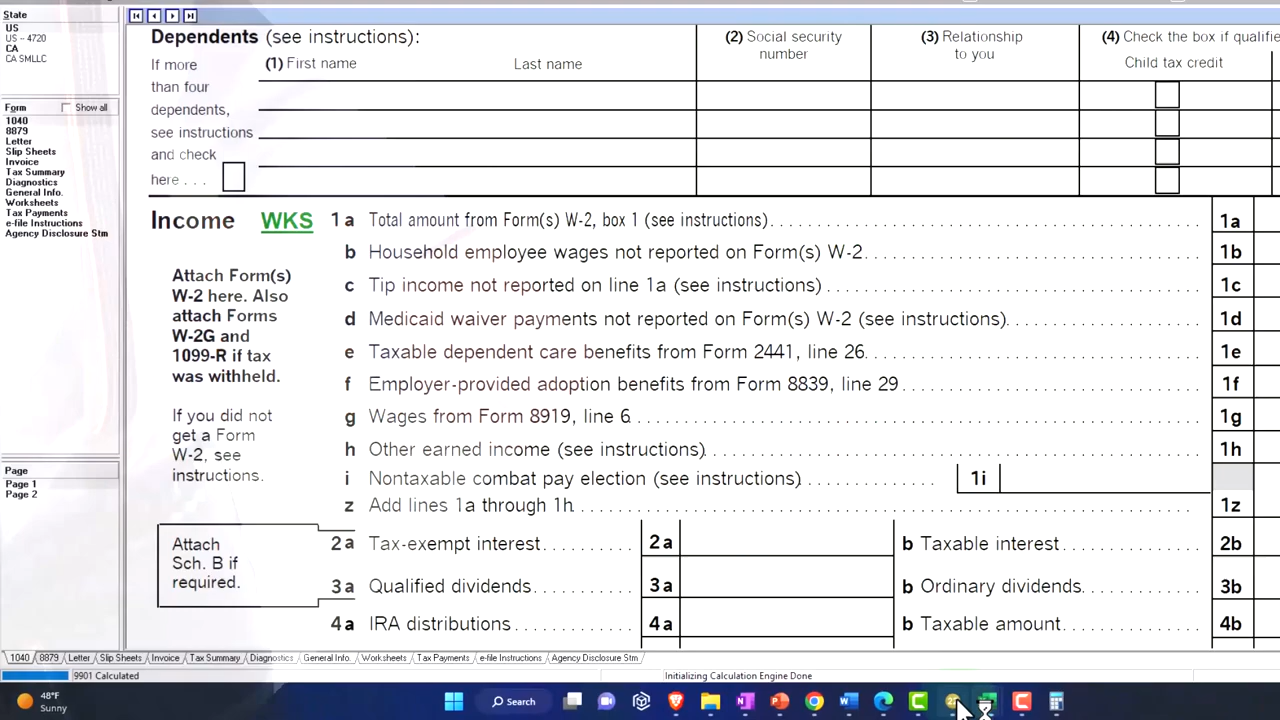 State
US
US -- 4720
CA
CA SMLLC
Form
Show all
1040
8879
Letter
Slip Sheets
Invoice
Tax Summary
Diagnostics
General Info.
Worksheets
Tax Payments
e-file Instructions
Agency Disclosure Stm
Page
Page 1
Page 2
Dependents (see instructions):
(2) Social security number
(3) Relationship to you
(4) Check the box if qualifie
If more than four dependents, see instructions and check here . . .
(1) First name
Last name
Child tax credit
Income WKS
1 a Total amount from Form(s) W-2, box 1 (see instructions) 1a
b Household employee wages not reported on Form(s) W-2 1b
c Tip income not reported on line 1a (see instructions) 1c
d Medicaid waiver payments not reported on Form(s) W-2 (see instructions) 1d
e Taxable dependent care benefits from Form 2441, line 26 1e
f Employer-provided adoption benefits from Form 8839, line 29 1f
g Wages from Form 8919, line 6 1g
h Other earned income (see instructions) 1h
i Nontaxable combat pay election (see instructions) 1i
z Add lines 1a through 1h 1z
Attach Form(s)
W-2 here. Also
attach Forms
W-2G and
1099-R if tax
was withheld.
If you did not
get a Form
W-2, see
instructions.
Attach
Sch. B if
required.
2a Tax-exempt interest 2a b Taxable interest 2b
3a Qualified dividends 3a b Ordinary dividends 3b
4a IRA distributions 4a b Taxable amount 4b
1040 8879 Letter Slip Sheets Invoice Tax Summary Diagnostics General Info. Worksheets Tax Payments e-file Instructions Agency Disclosure Stm
9901 Calculated
Initializing Calculation Engine Done
48°F
Sunny
Search